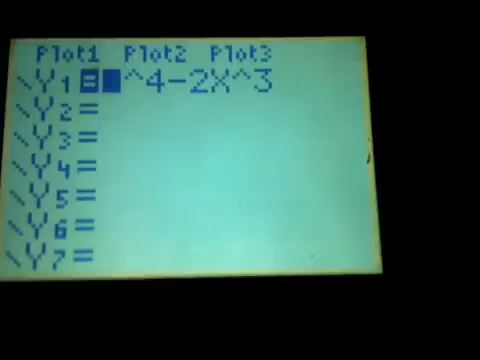 Plot1 Plot2 Plot3
\Y1=■^4-2X^3
\Y2=
\Y3=
\Y4=
\Y5=
\Y6=
\Y7=